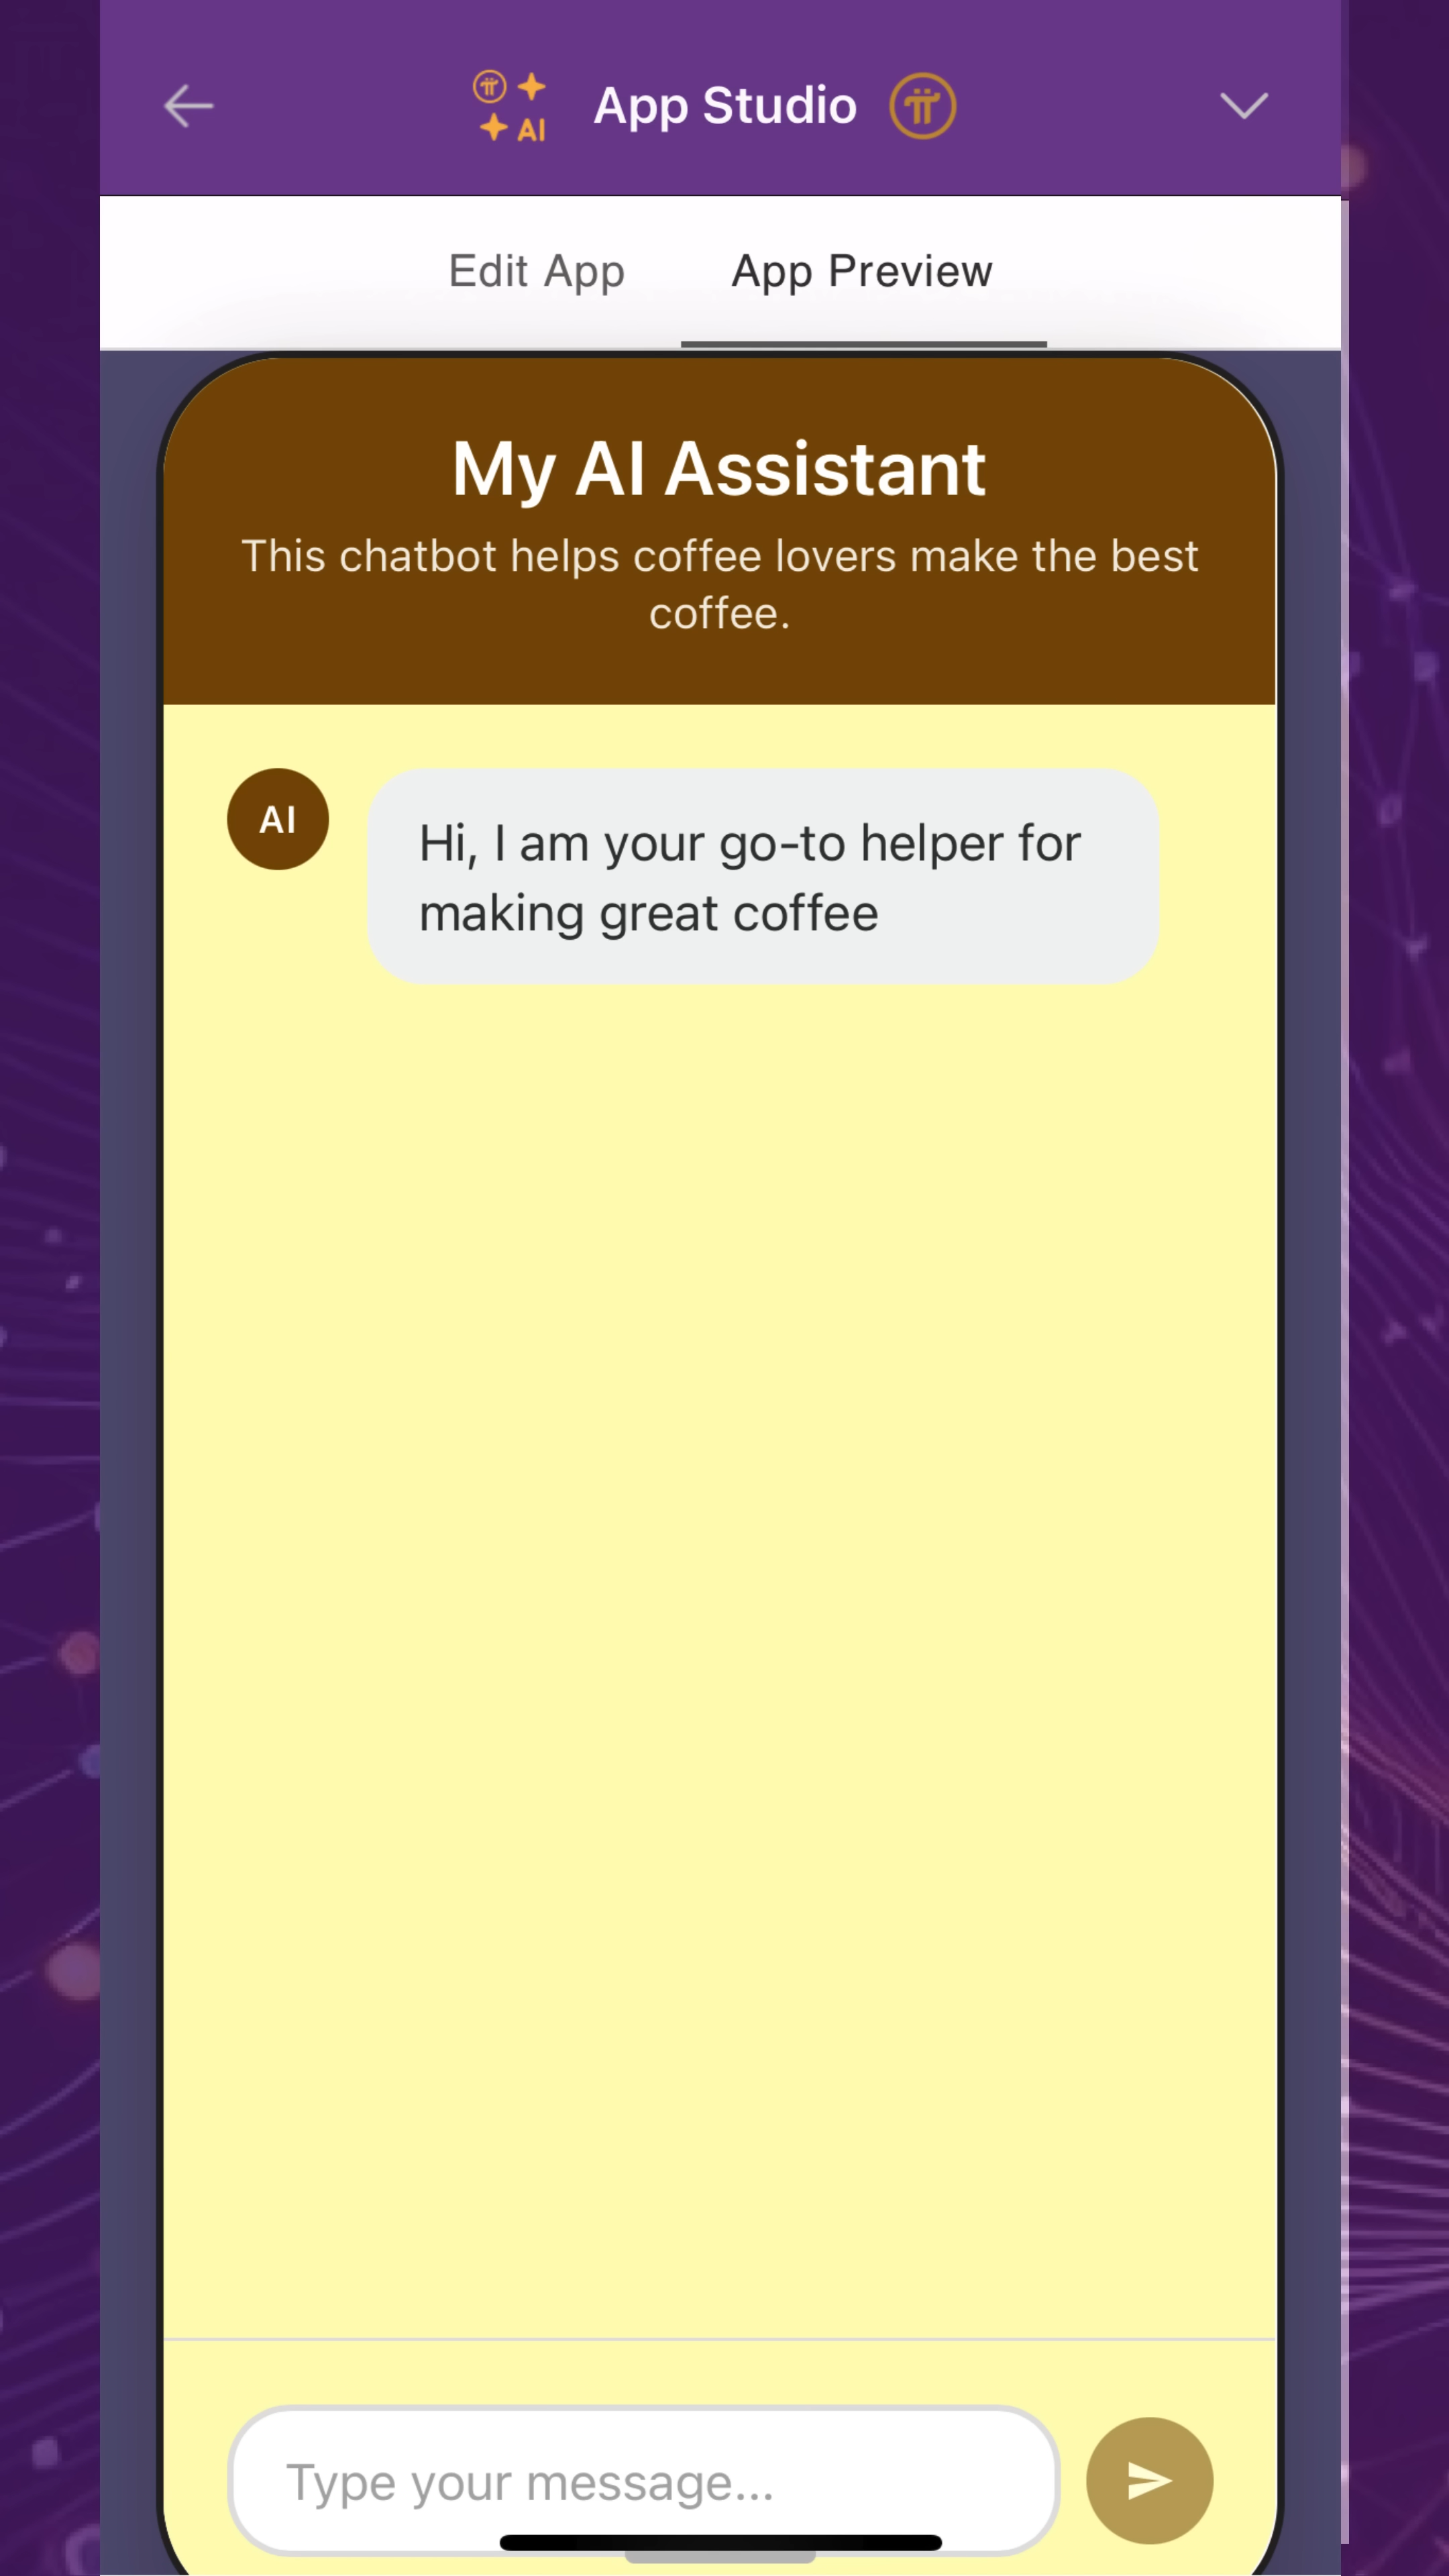 AI
App Studio
Edit App
App Preview
My AI Assistant
This chatbot helps coffee lovers make the best
coffee.
AI
Hi, I am your go-to helper for
making great coffee
Type your message...